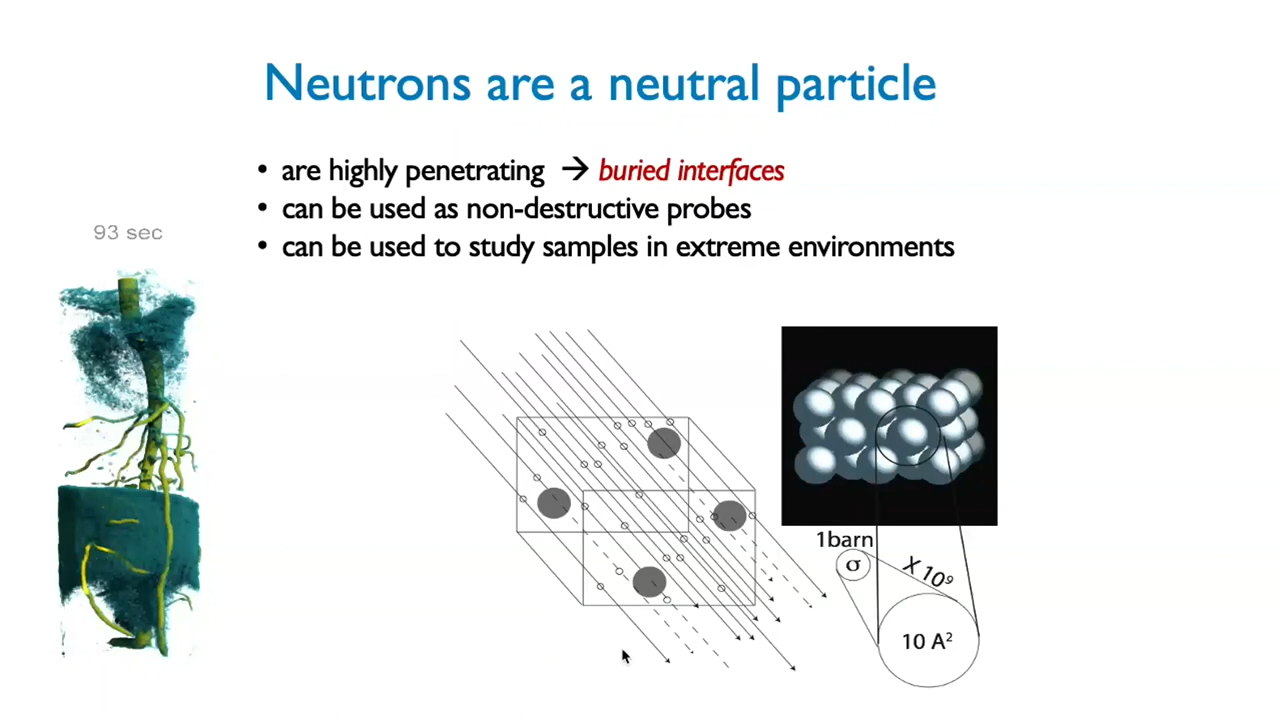 Neutrons are a neutral particle
• are highly penetrating → buried interfaces
• can be used as non-destructive probes
• can be used to study samples in extreme environments
93 sec
1barn
σ
X 10⁹
10 A²